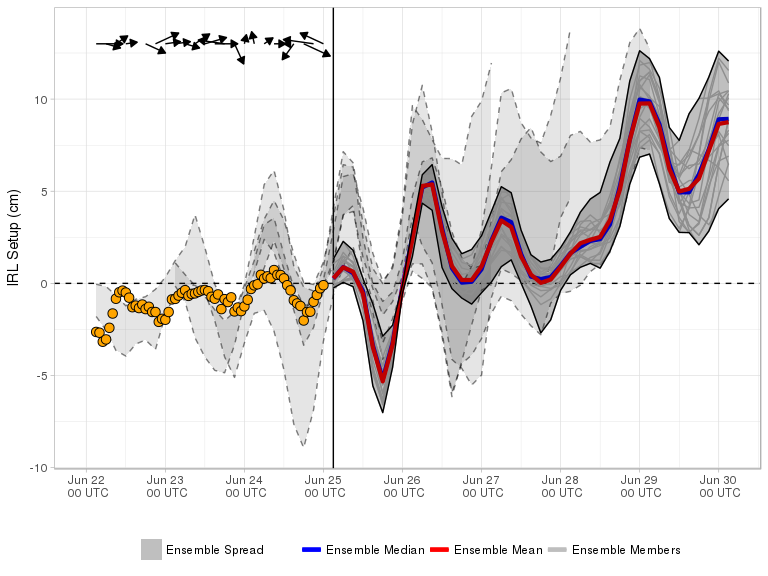 IRL Setup (cm)
10
5
0
-5
-10
Jun 22 Jun 23 Jun 24 Jun 25 Jun 26 Jun 27 Jun 28 Jun 29 Jun 30
00 UTC 00 UTC 00 UTC 00 UTC 00 UTC 00 UTC 00 UTC 00 UTC 00 UTC
Ensemble Spread Ensemble Median Ensemble Mean Ensemble Members